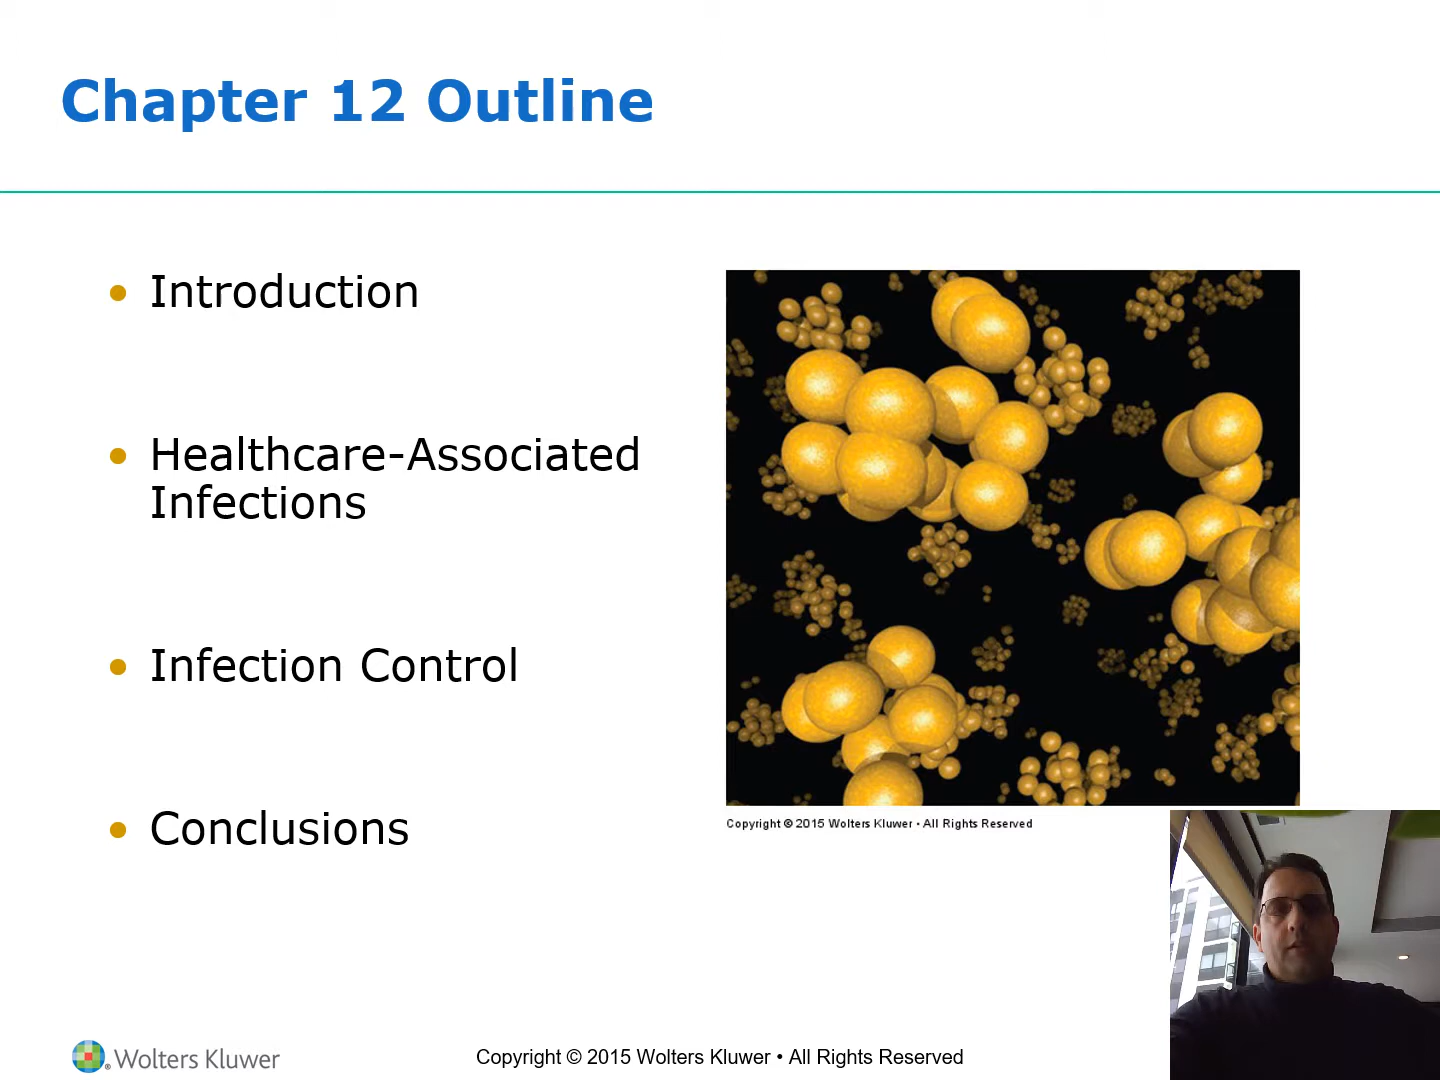 Chapter 12 Outline
• Introduction
• Healthcare-Associated
Infections
• Infection Control
• Conclusions
Copyright © 2015 Wolters Kluwer • All Rights Reserved
Wolters Kluwer
Copyright © 2015 Wolters Kluwer • All Rights Reserved